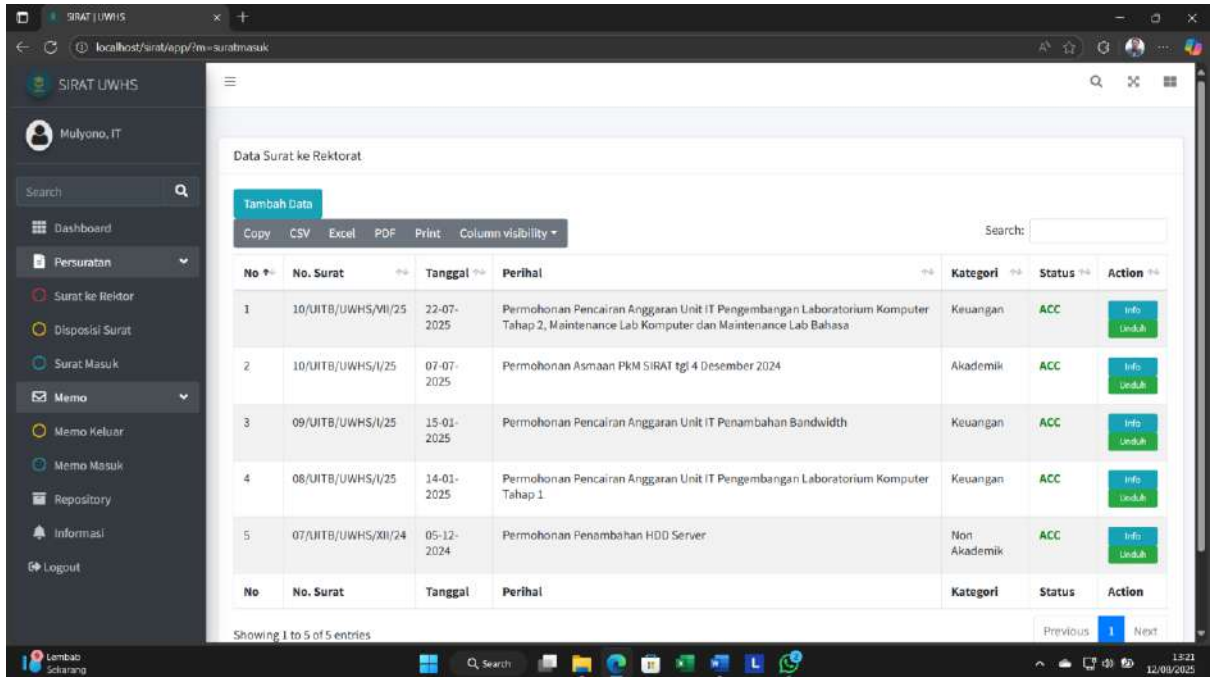 SIRAT | UWHS
localhost/sirat/app/?m=suratmasuk
SIRAT UWHS
Mulyono, IT
Search
Dashboard
Persuratan
Surat ke Rektor
Disposisi Surat
Surat Masuk
Memo
Memo Keluar
Memo Masuk
Repository
Informasi
Logout
Data Surat ke Rektorat
Tambah Data
Copy CSV Excel PDF Print Column visibility
Search:
No No. Surat Tanggal Perihal Kategori Status Action
1 10/UITB/UWHS/VII/25 22-07- Permohonan Pencairan Anggaran Unit IT Pengembangan Laboratorium Komputer Keuangan ACC Info
2025 Tahap 2, Maintenance Lab Komputer dan Maintenance Lab Bahasa Unduh
2 10/UITB/UWHS/I/25 07-07- Permohonan Asmaan PkM SIRAT tgl 4 Desember 2024 Akademik ACC Info
2025 Unduh
3 09/UITB/UWHS/I/25 15-01- Permohonan Pencairan Anggaran Unit IT Penambahan Bandwidth Keuangan ACC Info
2025 Unduh
4 08/UITB/UWHS/I/25 14-01- Permohonan Pencairan Anggaran Unit IT Pengembangan Laboratorium Komputer Keuangan ACC Info
2025 Tahap 1 Unduh
5 07/UITB/UWHS/XII/24 05-12- Permohonan Penambahan HDD Server Non ACC Info
2024 Akademik Unduh
No No. Surat Tanggal Perihal Kategori Status Action
Showing 1 to 5 of 5 entries
Previous 1 Next
Lembab
Sekarang
Search
13:21
12/08/2025